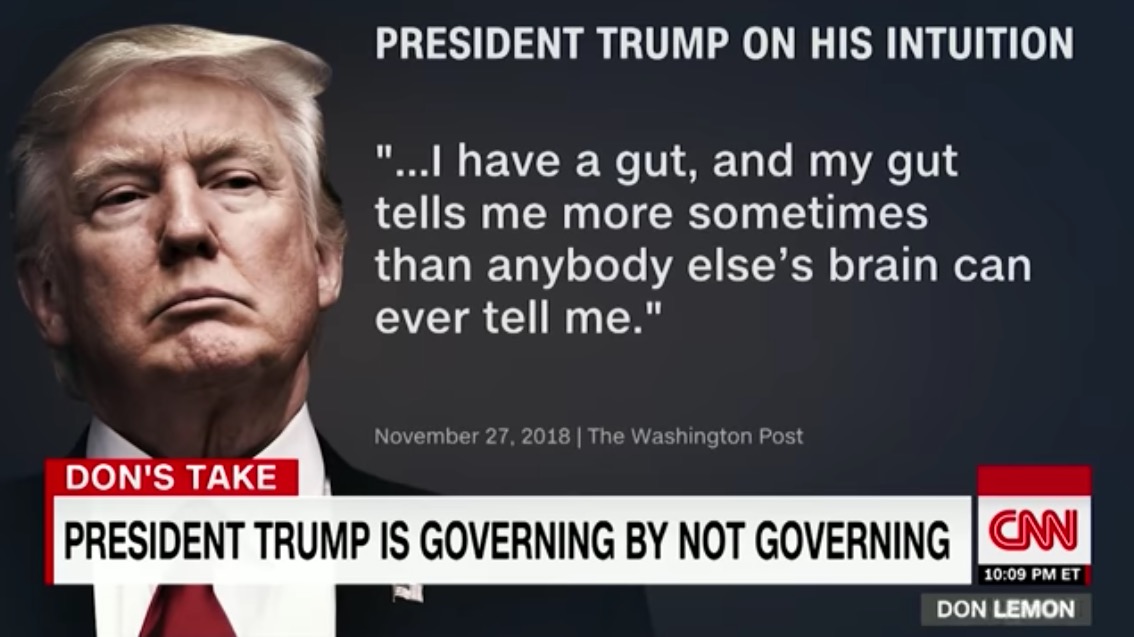 PRESIDENT TRUMP ON HIS INTUITION
"...I have a gut, and my gut
tells me more sometimes
than anybody else's brain can
ever tell me."
November 27, 2018 | The Washington Post
DON'S TAKE
PRESIDENT TRUMP IS GOVERNING BY NOT GOVERNING
CNN
10:09 PM ET
DON LEMON